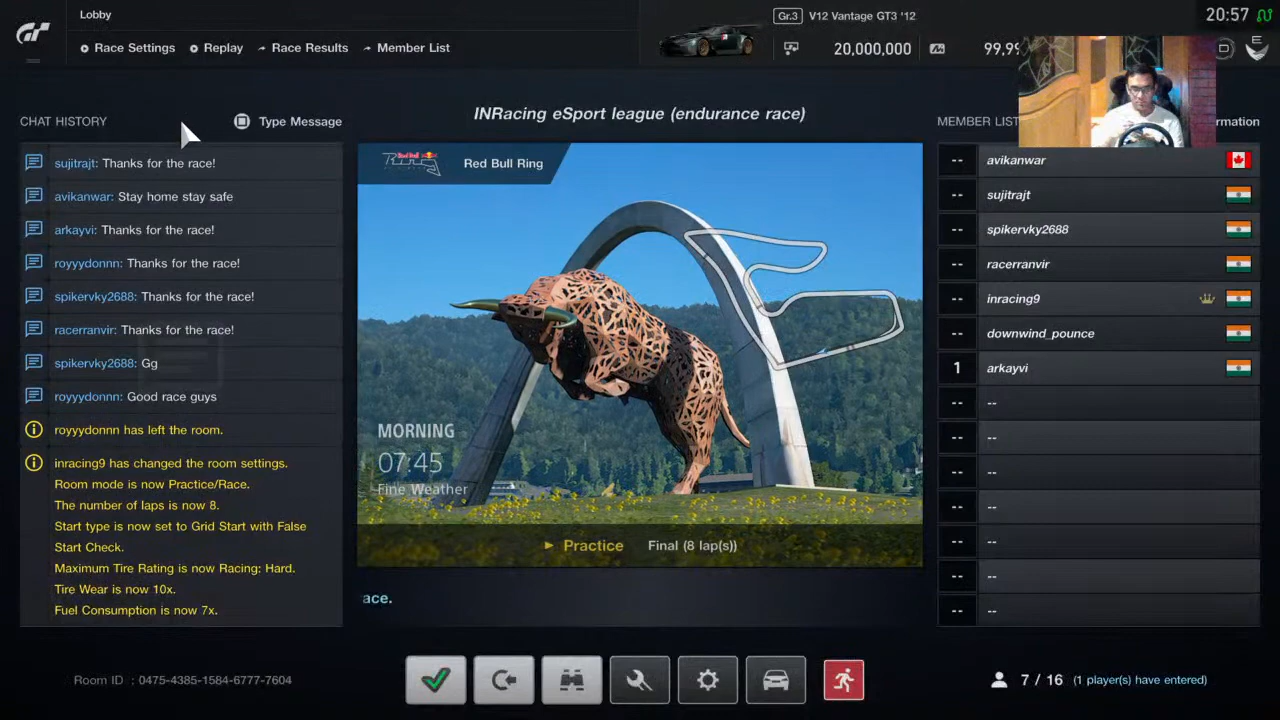 Lobby
Gr.3 V12 Vantage GT3 '12
20:57
Race Settings Replay Race Results Member List
20,000,000 99,99
D E
CHAT HISTORY
Type Message
sujitrajt: Thanks for the race!
avikanwar: Stay home stay safe
arkayvi: Thanks for the race!
royyydonnn: Thanks for the race!
spikervky2688: Thanks for the race!
racerranvir: Thanks for the race!
spikervky2688: Gg
royyydonnn: Good race guys
royyydonnn has left the room.
inracing9 has changed the room settings.
Room mode is now Practice/Race.
The number of laps is now 8.
Start type is now set to Grid Start with False
Start Check.
Maximum Tire Rating is now Racing: Hard.
Tire Wear is now 10x.
Fuel Consumption is now 7x.
INRacing eSport league (endurance race)
Red Bull Ring
MORNING
07:45
Fine Weather
Practice Final (8 lap(s))
ace.
MEMBER LIST
rmation
-- avikanwar
-- sujitrajt
-- spikervky2688
-- racerranvir
-- inracing9
-- downwind_pounce
1 arkayvi
-- --
-- --
-- --
-- --
-- --
-- --
-- --
Room ID : 0475-4385-1584-6777-7604
7 / 16 (1 player(s) have entered)